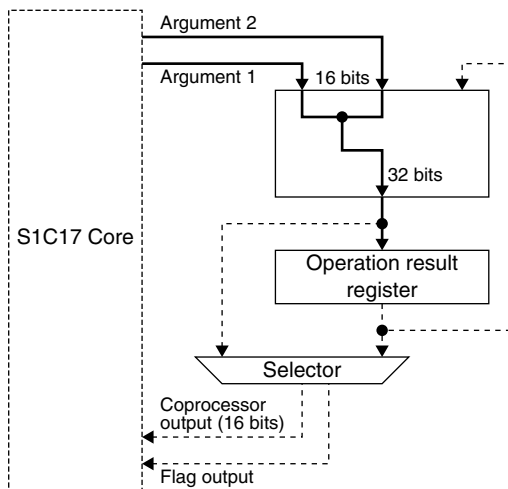 Argument 2
Argument 1
16 bits
32 bits
S1C17 Core
Operation result
register
Selector
Coprocessor
output (16 bits)
Flag output